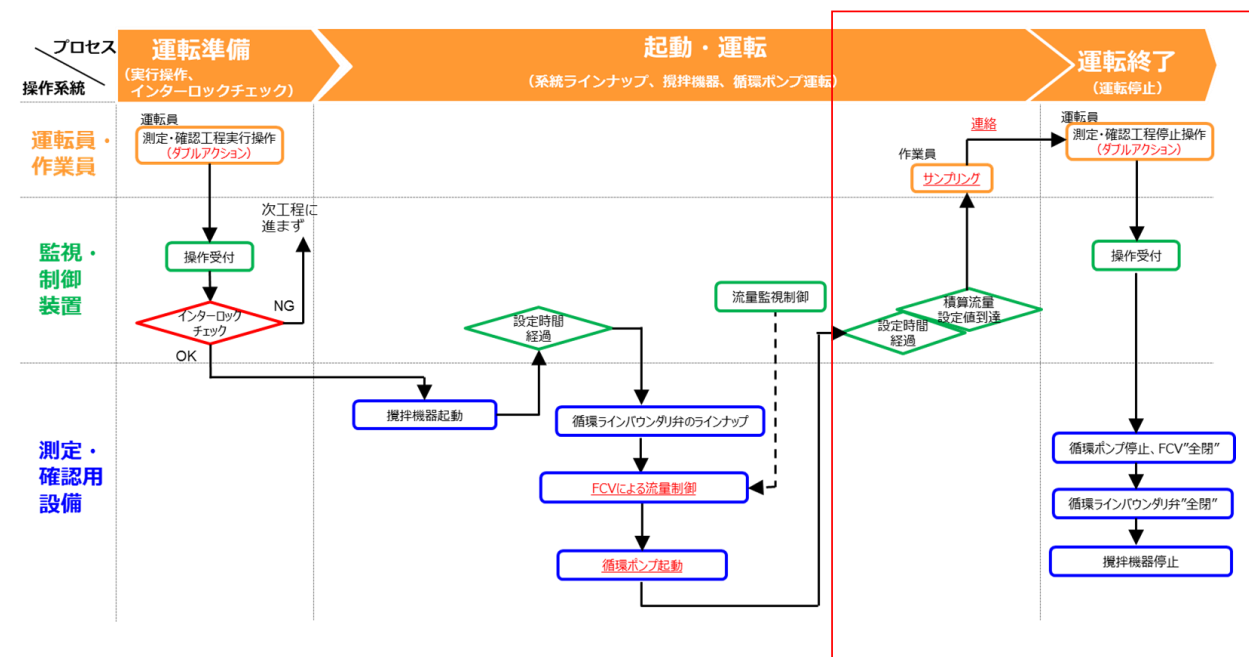 プロセス
操作系統
運転準備
(実行操作、
インターロックチェック)
起動・運転
(系統ラインナップ、攪拌機器、循環ポンプ運転)
運転終了
(運転停止)
運転員・
作業員
運転員
測定・確認工程実行操作
(ダブルアクション)
作業員
サンプリング
連絡
運転員
測定・確認工程停止操作
(ダブルアクション)
監視・
制御
装置
操作受付
インターロック
チェック
NG
次工程に
進まず
OK
設定時間
経過
流量監視制御
設定時間
経過
積算流量
設定値到達
操作受付
測定・
確認用
設備
攪拌機器起動
循環ラインバウンダリ弁のラインナップ
FCVによる流量制御
循環ポンプ起動
循環ポンプ停止、FCV”全閉”
循環ラインバウンダリ弁”全閉”
攪拌機器停止